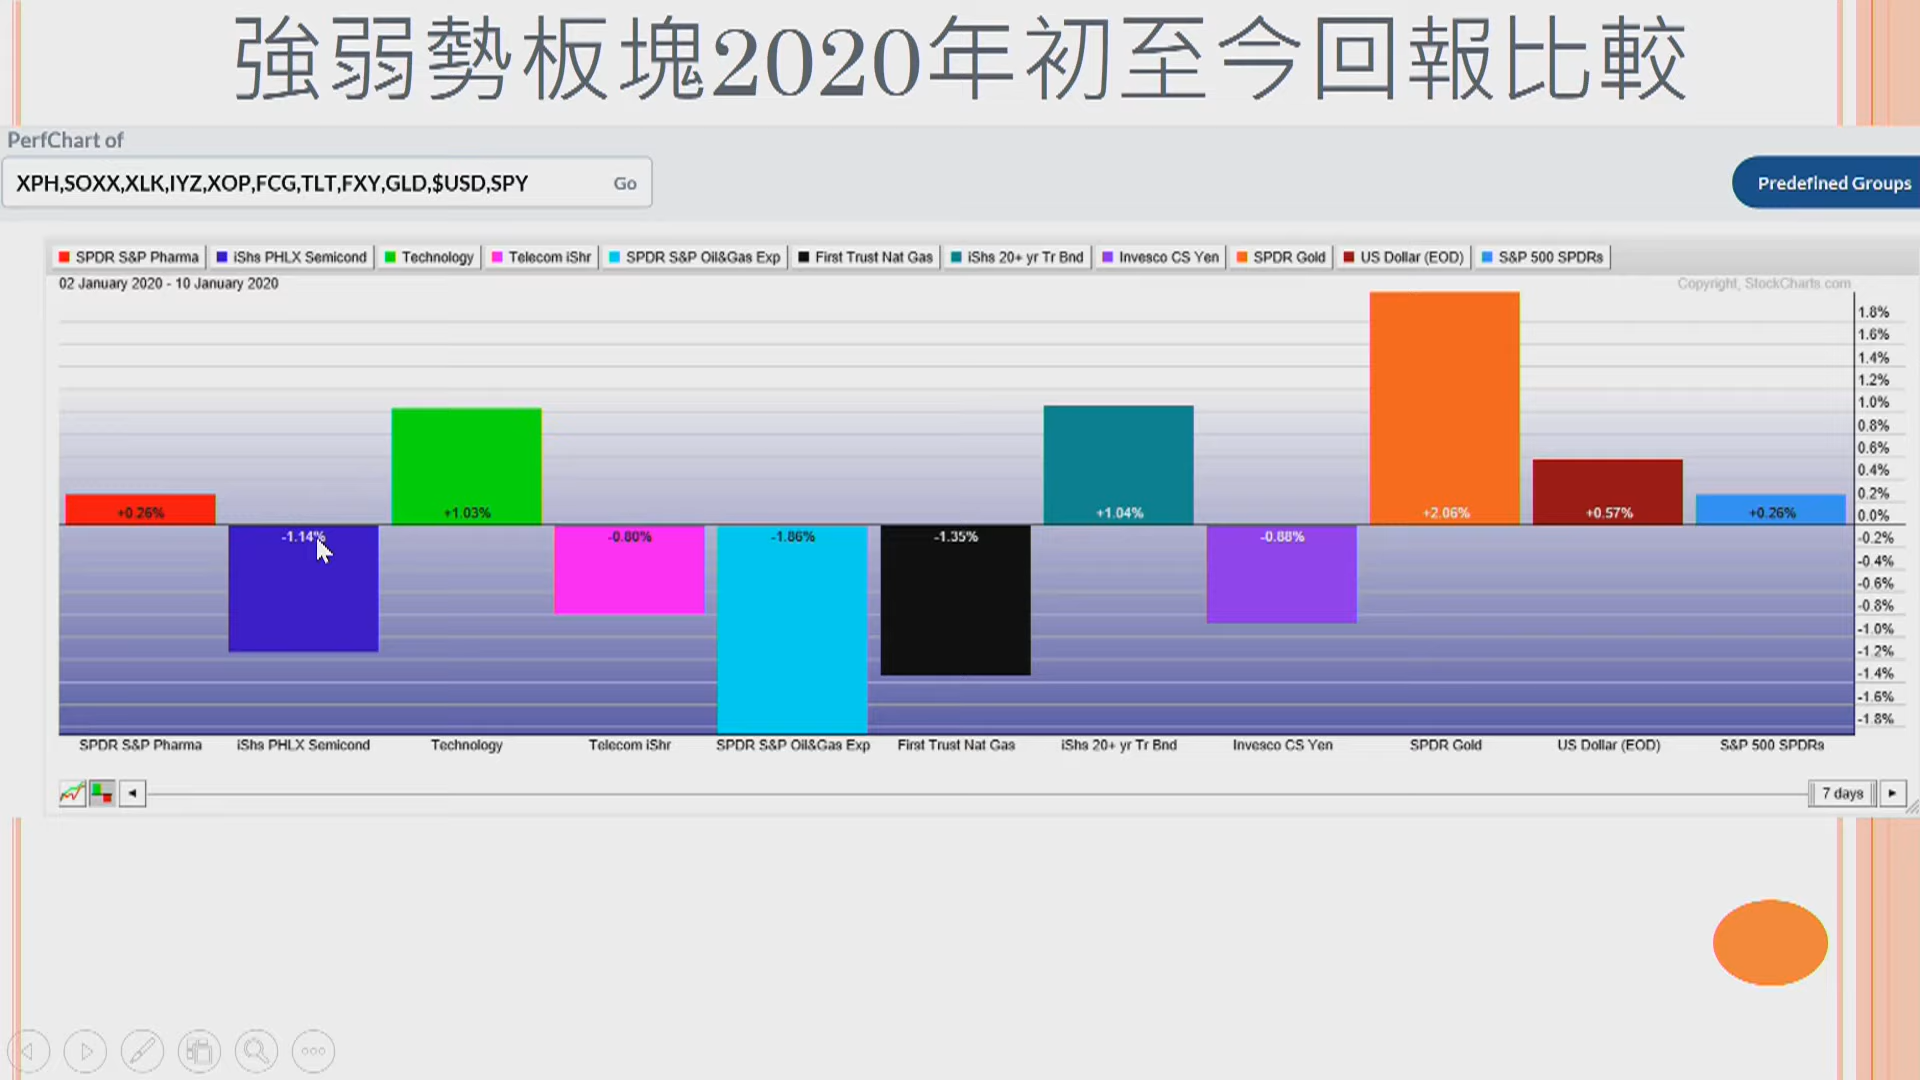 強弱勢板塊2020年初至今回報比較
PerfChart of
XPH,SOXX,XLK,IYZ,XOP,FCG,TLT,FXY,GLD,$USD,SPY Go
Predefined Groups
SPDR S&P Pharma iShs PHLX Semicond Technology Telecom iShr SPDR S&P Oil&Gas Exp First Trust Nat Gas iShs 20+ yr Tr Bnd Invesco CS Yen SPDR Gold US Dollar (EOD) S&P 500 SPDRs
02 January 2020 - 10 January 2020
Copyright, StockCharts.com
1.8%
1.6%
1.4%
1.2%
1.0%
0.8%
0.6%
0.4%
0.2%
0.0%
-0.2%
-0.4%
-0.6%
-0.8%
-1.0%
-1.2%
-1.4%
-1.6%
-1.8%
+0.26% -1.14% +1.03% -0.80% -1.86% -1.35% +1.04% -0.88% +2.06% +0.57% +0.26%
SPDR S&P Pharma iShs PHLX Semicond Technology Telecom iShr SPDR S&P Oil&Gas Exp First Trust Nat Gas iShs 20+ yr Tr Bnd Invesco CS Yen SPDR Gold US Dollar (EOD) S&P 500 SPDRs
7 days